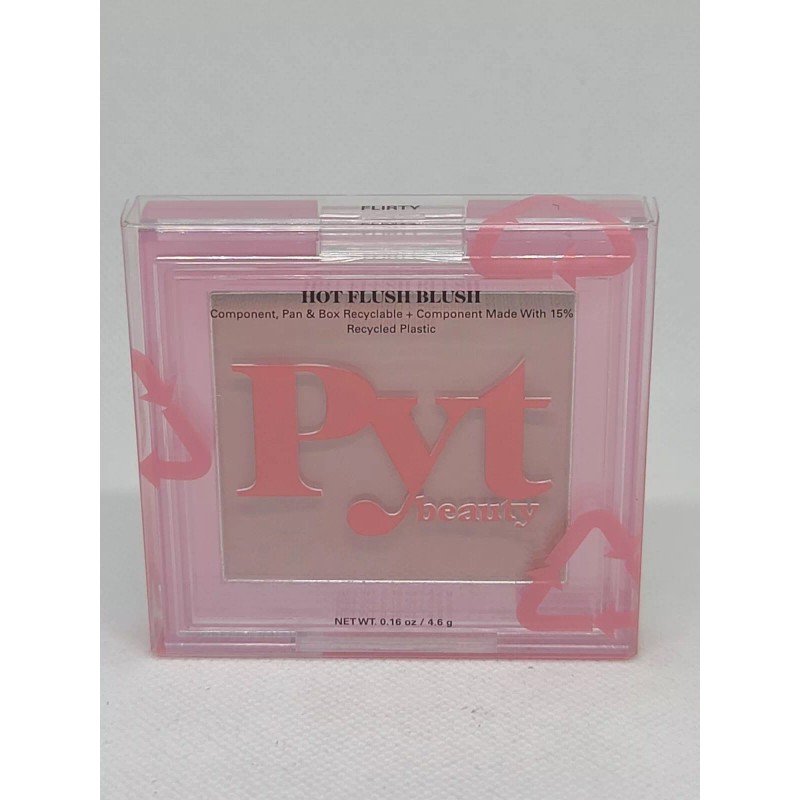 FLIRTY
HOT FLUSH BLUSH
Component, Pan & Box Recyclable + Component Made With 15%
Recycled Plastic
Pyt
beauty
NET WT. 0.16 oz / 4.6 g